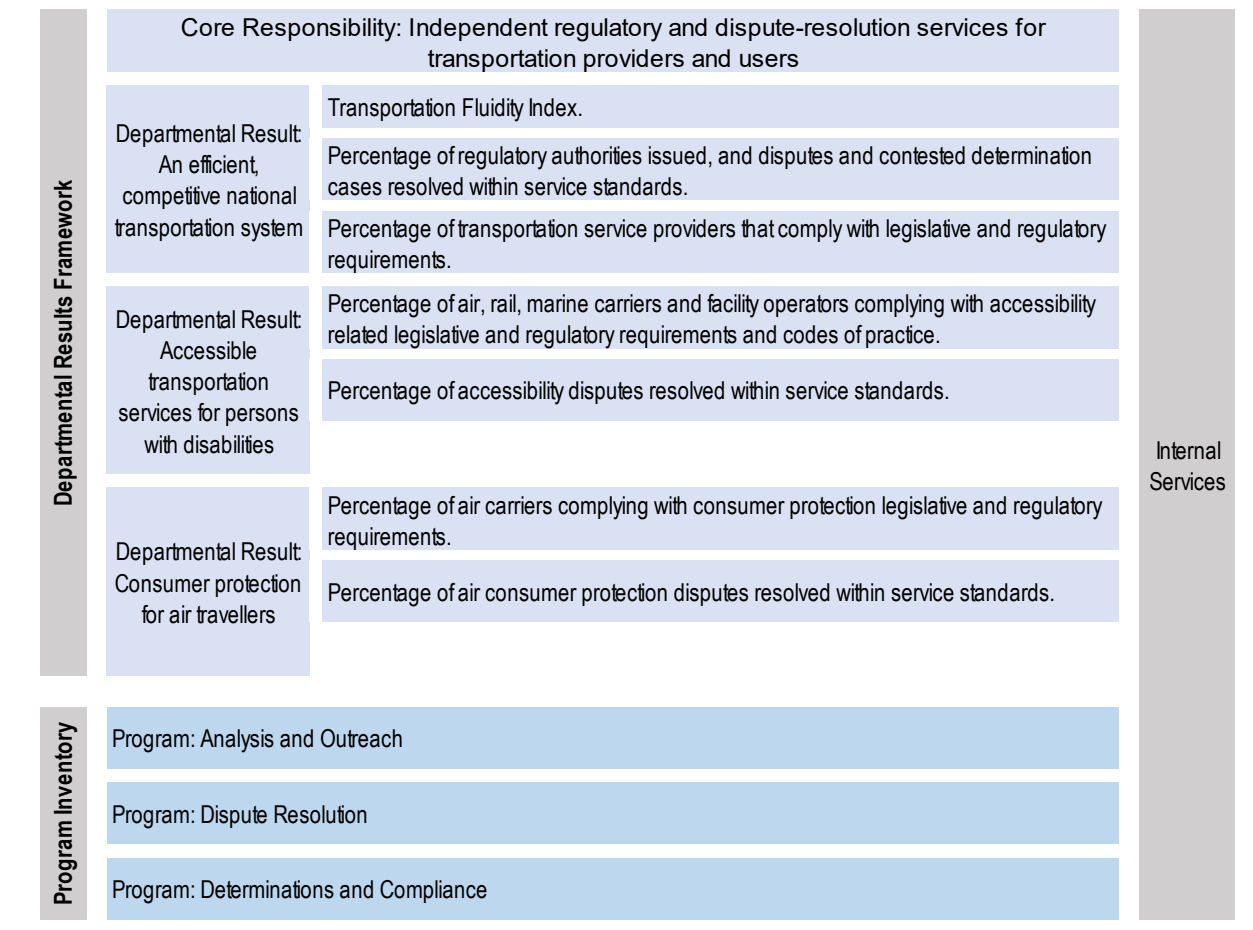 Core Responsibility: Independent regulatory and dispute-resolution services for
transportation providers and users
Departmental Results Framework
Departmental Result:
An efficient,
competitive national
transportation system
Transportation Fluidity Index.
Percentage of regulatory authorities issued, and disputes and contested determination
cases resolved within service standards.
Percentage of transportation service providers that comply with legislative and regulatory
requirements.
Departmental Result:
Accessible
transportation
services for persons
with disabilities
Percentage of air, rail, marine carriers and facility operators complying with accessibility
related legislative and regulatory requirements and codes of practice.
Percentage of accessibility disputes resolved within service standards.
Departmental Result:
Consumer protection
for air travellers
Percentage of air carriers complying with consumer protection legislative and regulatory
requirements.
Percentage of air consumer protection disputes resolved within service standards.
Internal
Services
Program Inventory
Program: Analysis and Outreach
Program: Dispute Resolution
Program: Determinations and Compliance